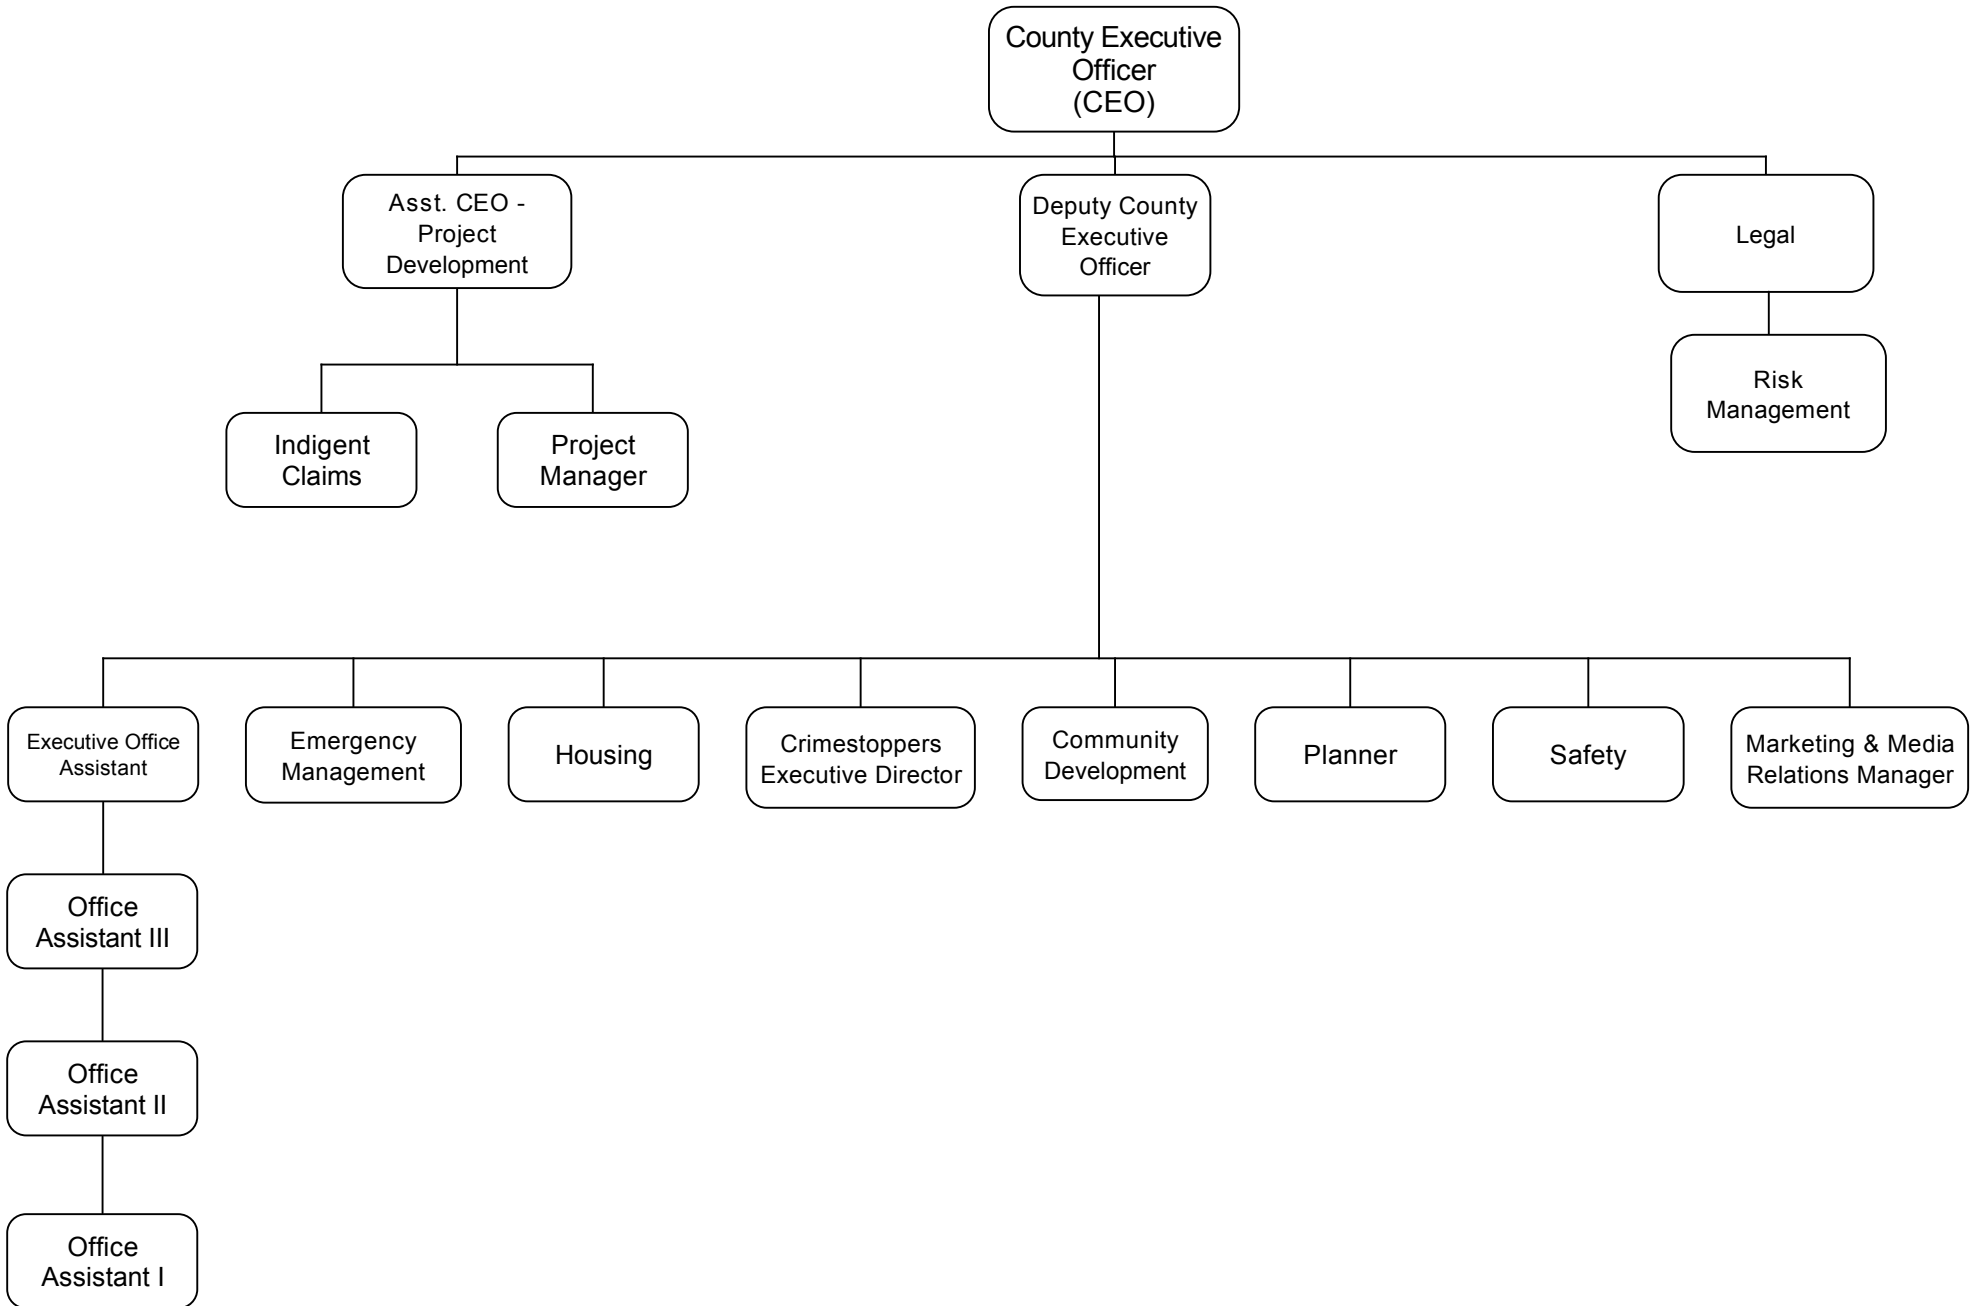 County Executive
Officer
(CEO)
Asst. CEO -
Project
Development
Deputy County
Executive
Officer
Legal
Risk
Management
Indigent
Claims
Project
Manager
Executive Office
Assistant
Emergency
Management
Housing
Crimestoppers
Executive Director
Community
Development
Planner
Safety
Marketing & Media
Relations Manager
Office
Assistant III
Office
Assistant II
Office
Assistant I